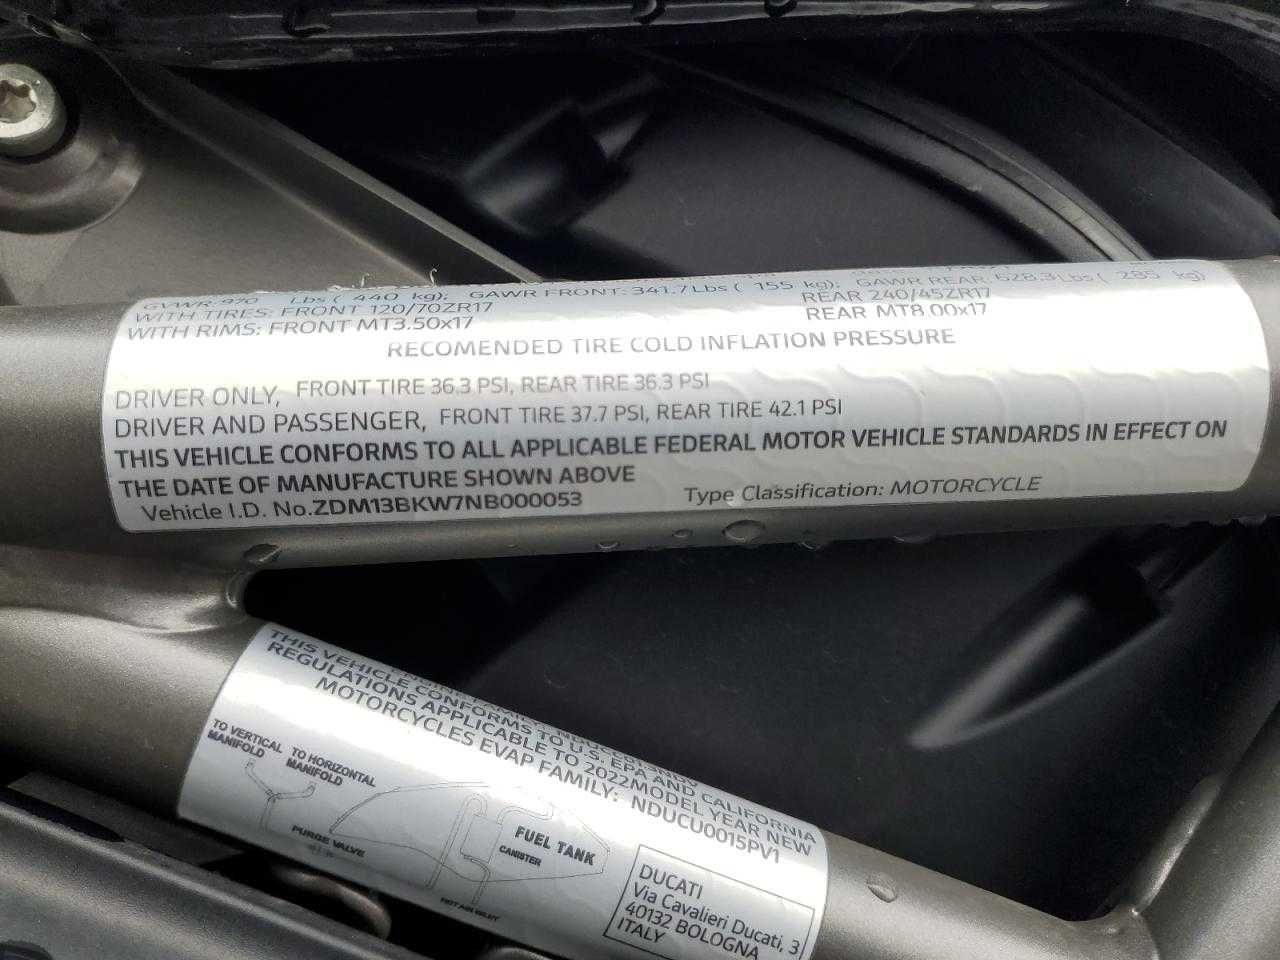 GVWR: 970 Lbs ( 440 kg); GAWR FRONT: 341.7Lbs ( 155 kg); GAWR REAR: 628.3Lbs ( 285 kg)
WITH TIRES: FRONT 120/70ZR17 REAR 240/45ZR17
WITH RIMS: FRONT MT3.50x17 REAR MT8.00x17
RECOMENDED TIRE COLD INFLATION PRESSURE
DRIVER ONLY, FRONT TIRE 36.3 PSI, REAR TIRE 36.3 PSI
DRIVER AND PASSENGER, FRONT TIRE 37.7 PSI, REAR TIRE 42.1 PSI
THIS VEHICLE CONFORMS TO ALL APPLICABLE FEDERAL MOTOR VEHICLE STANDARDS IN EFFECT ON
THE DATE OF MANUFACTURE SHOWN ABOVE
Vehicle I.D. No.ZDM13BKW7NB000053 Type Classification: MOTORCYCLE
THIS VEHICLE CONFORMS TO U.S. EPA AND CALIFORNIA
REGULATIONS APPLICABLE TO 2022MODEL YEAR NEW
MOTORCYCLES EVAP FAMILY: NDUCU0015PV1
TO VERTICAL
MANIFOLD
TO HORIZONTAL
MANIFOLD
PURGE VALVE
FUEL TANK
CANISTER
HOT AIR INLET
DUCATI
Via Cavalieri Ducati, 3
40132 BOLOGNA
ITALY